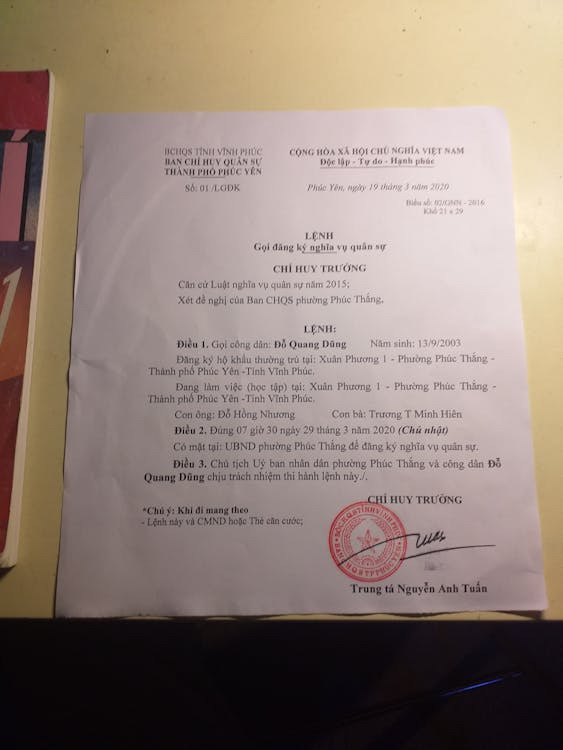 BCHQS TỈNH VĨNH PHÚC
BAN CHỈ HUY QUÂN SỰ
THÀNH PHỐ PHÚC YÊN
Số: 01 /LGĐK
CỘNG HÒA XÃ HỘI CHỦ NGHĨA VIỆT NAM
Độc lập - Tự do - Hạnh phúc
Phúc Yên, ngày 19 tháng 3 năm 2020
Biểu số: 02/GNN - 2016
Khổ 21 x 29
LỆNH
Gọi đăng ký nghĩa vụ quân sự
CHỈ HUY TRƯỞNG
Căn cứ Luật nghĩa vụ quân sự năm 2015;
Xét đề nghị của Ban CHQS phường Phúc Thắng,
LỆNH:
Điều 1. Gọi công dân: Đỗ Quang Dũng Năm sinh: 13/9/2003
Đăng ký hộ khẩu thường trú tại: Xuân Phương 1 - Phường Phúc Thắng -
Thành phố Phúc Yên -Tỉnh Vĩnh Phúc.
Đang làm việc (học tập) tại: Xuân Phương 1 - Phường Phúc Thắng -
Thành phố Phúc Yên -Tỉnh Vĩnh Phúc.
Con ông: Đỗ Hồng Nhương Con bà: Trương T Minh Hiên
Điều 2. Đúng 07 giờ 30 ngày 29 tháng 3 năm 2020 (Chủ nhật)
Có mặt tại: UBND phường Phúc Thắng để đăng ký nghĩa vụ quân sự.
Điều 3. Chủ tịch Uỷ ban nhân dân phường Phúc Thắng và công dân Đỗ
Quang Dũng chịu trách nhiệm thi hành lệnh này./.
CHỈ HUY TRƯỞNG
*Chú ý: Khi đi mang theo
- Lệnh này và CMND hoặc Thẻ căn cước;
Trung tá Nguyễn Anh Tuấn